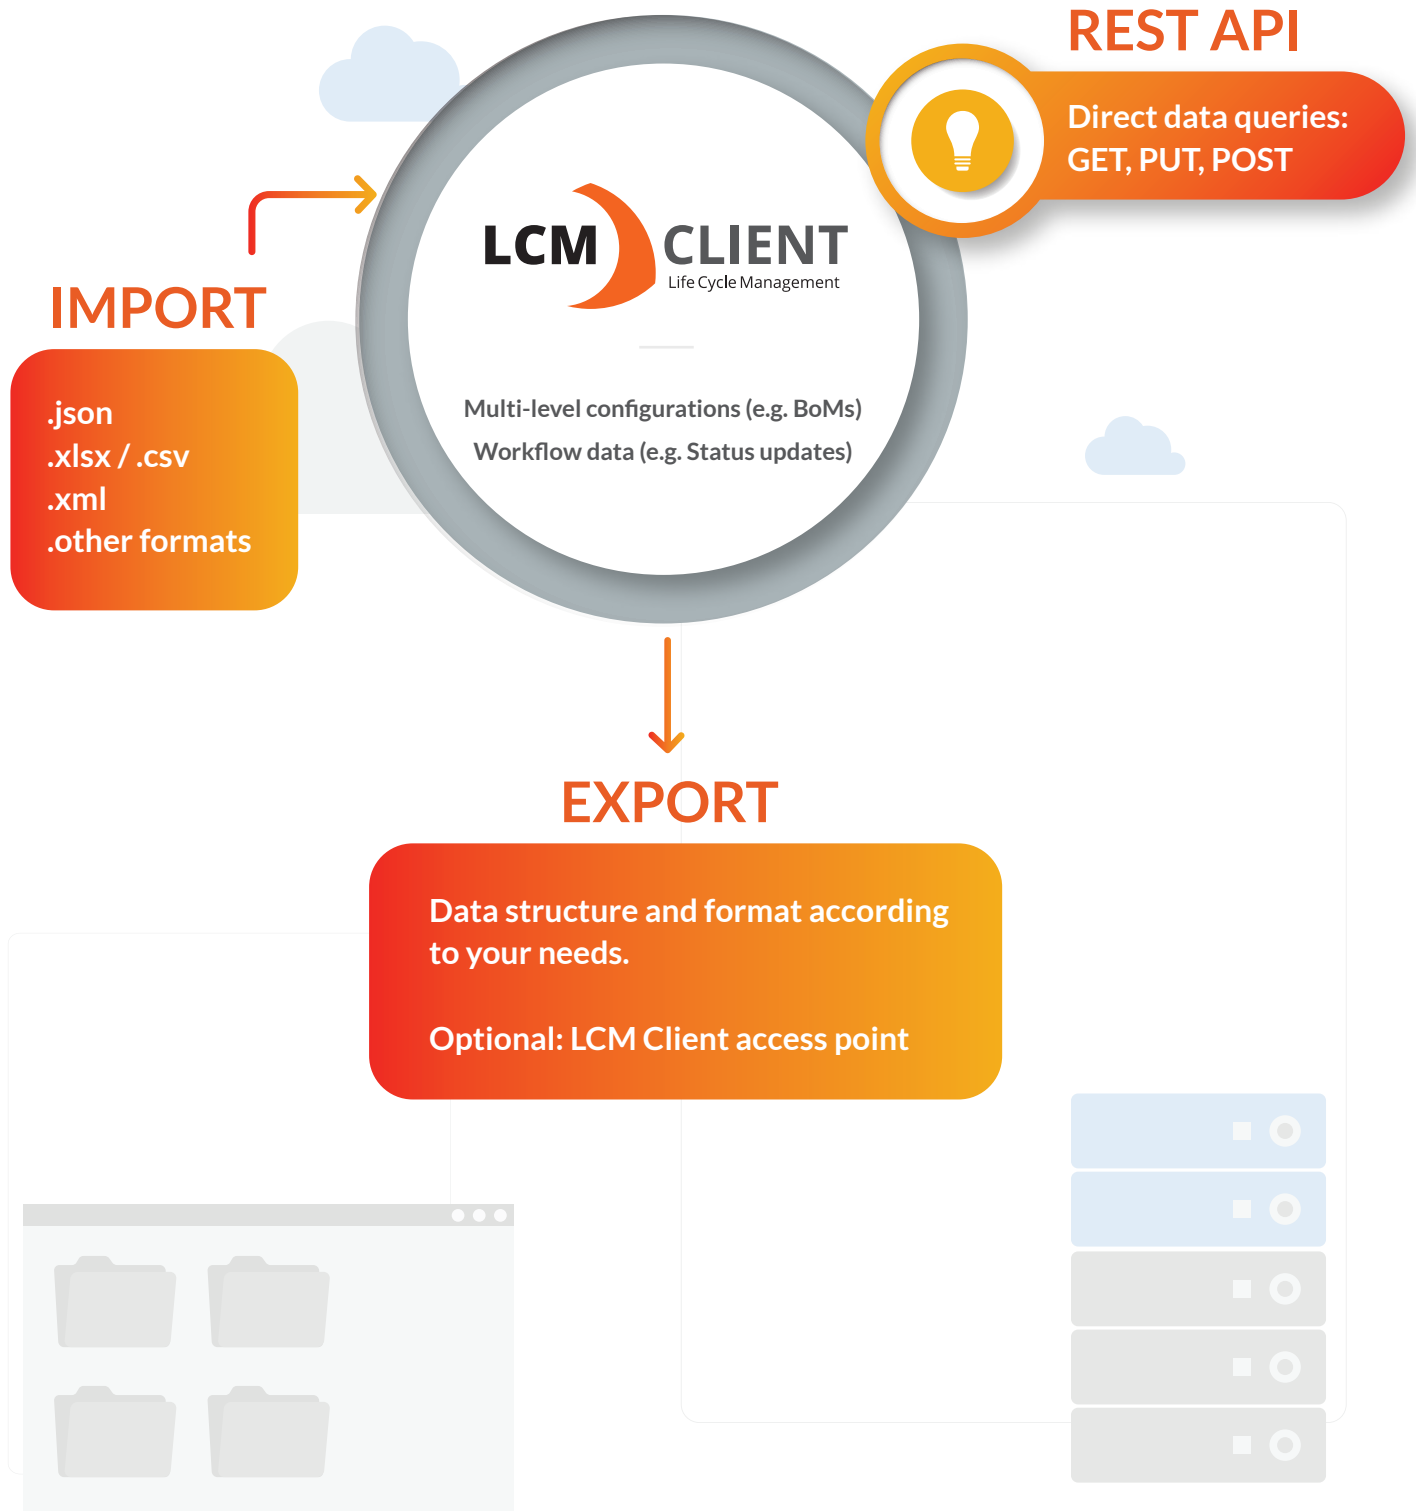 REST API
Direct data queries:
GET, PUT, POST
LCM CLIENT
Life Cycle Management
Multi-level configurations (e.g. BoMs)
Workflow data (e.g. Status updates)
IMPORT
.json
.xlsx / .csv
.xml
.other formats
EXPORT
Data structure and format according
to your needs.
Optional: LCM Client access point